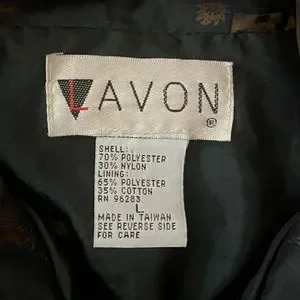 LAVON
®
SHELL:
70% POLYESTER
30% NYLON
LINING:
65% POLYESTER
35% COTTON
RN 96283
L
MADE IN TAIWAN
SEE REVERSE SIDE
FOR CARE